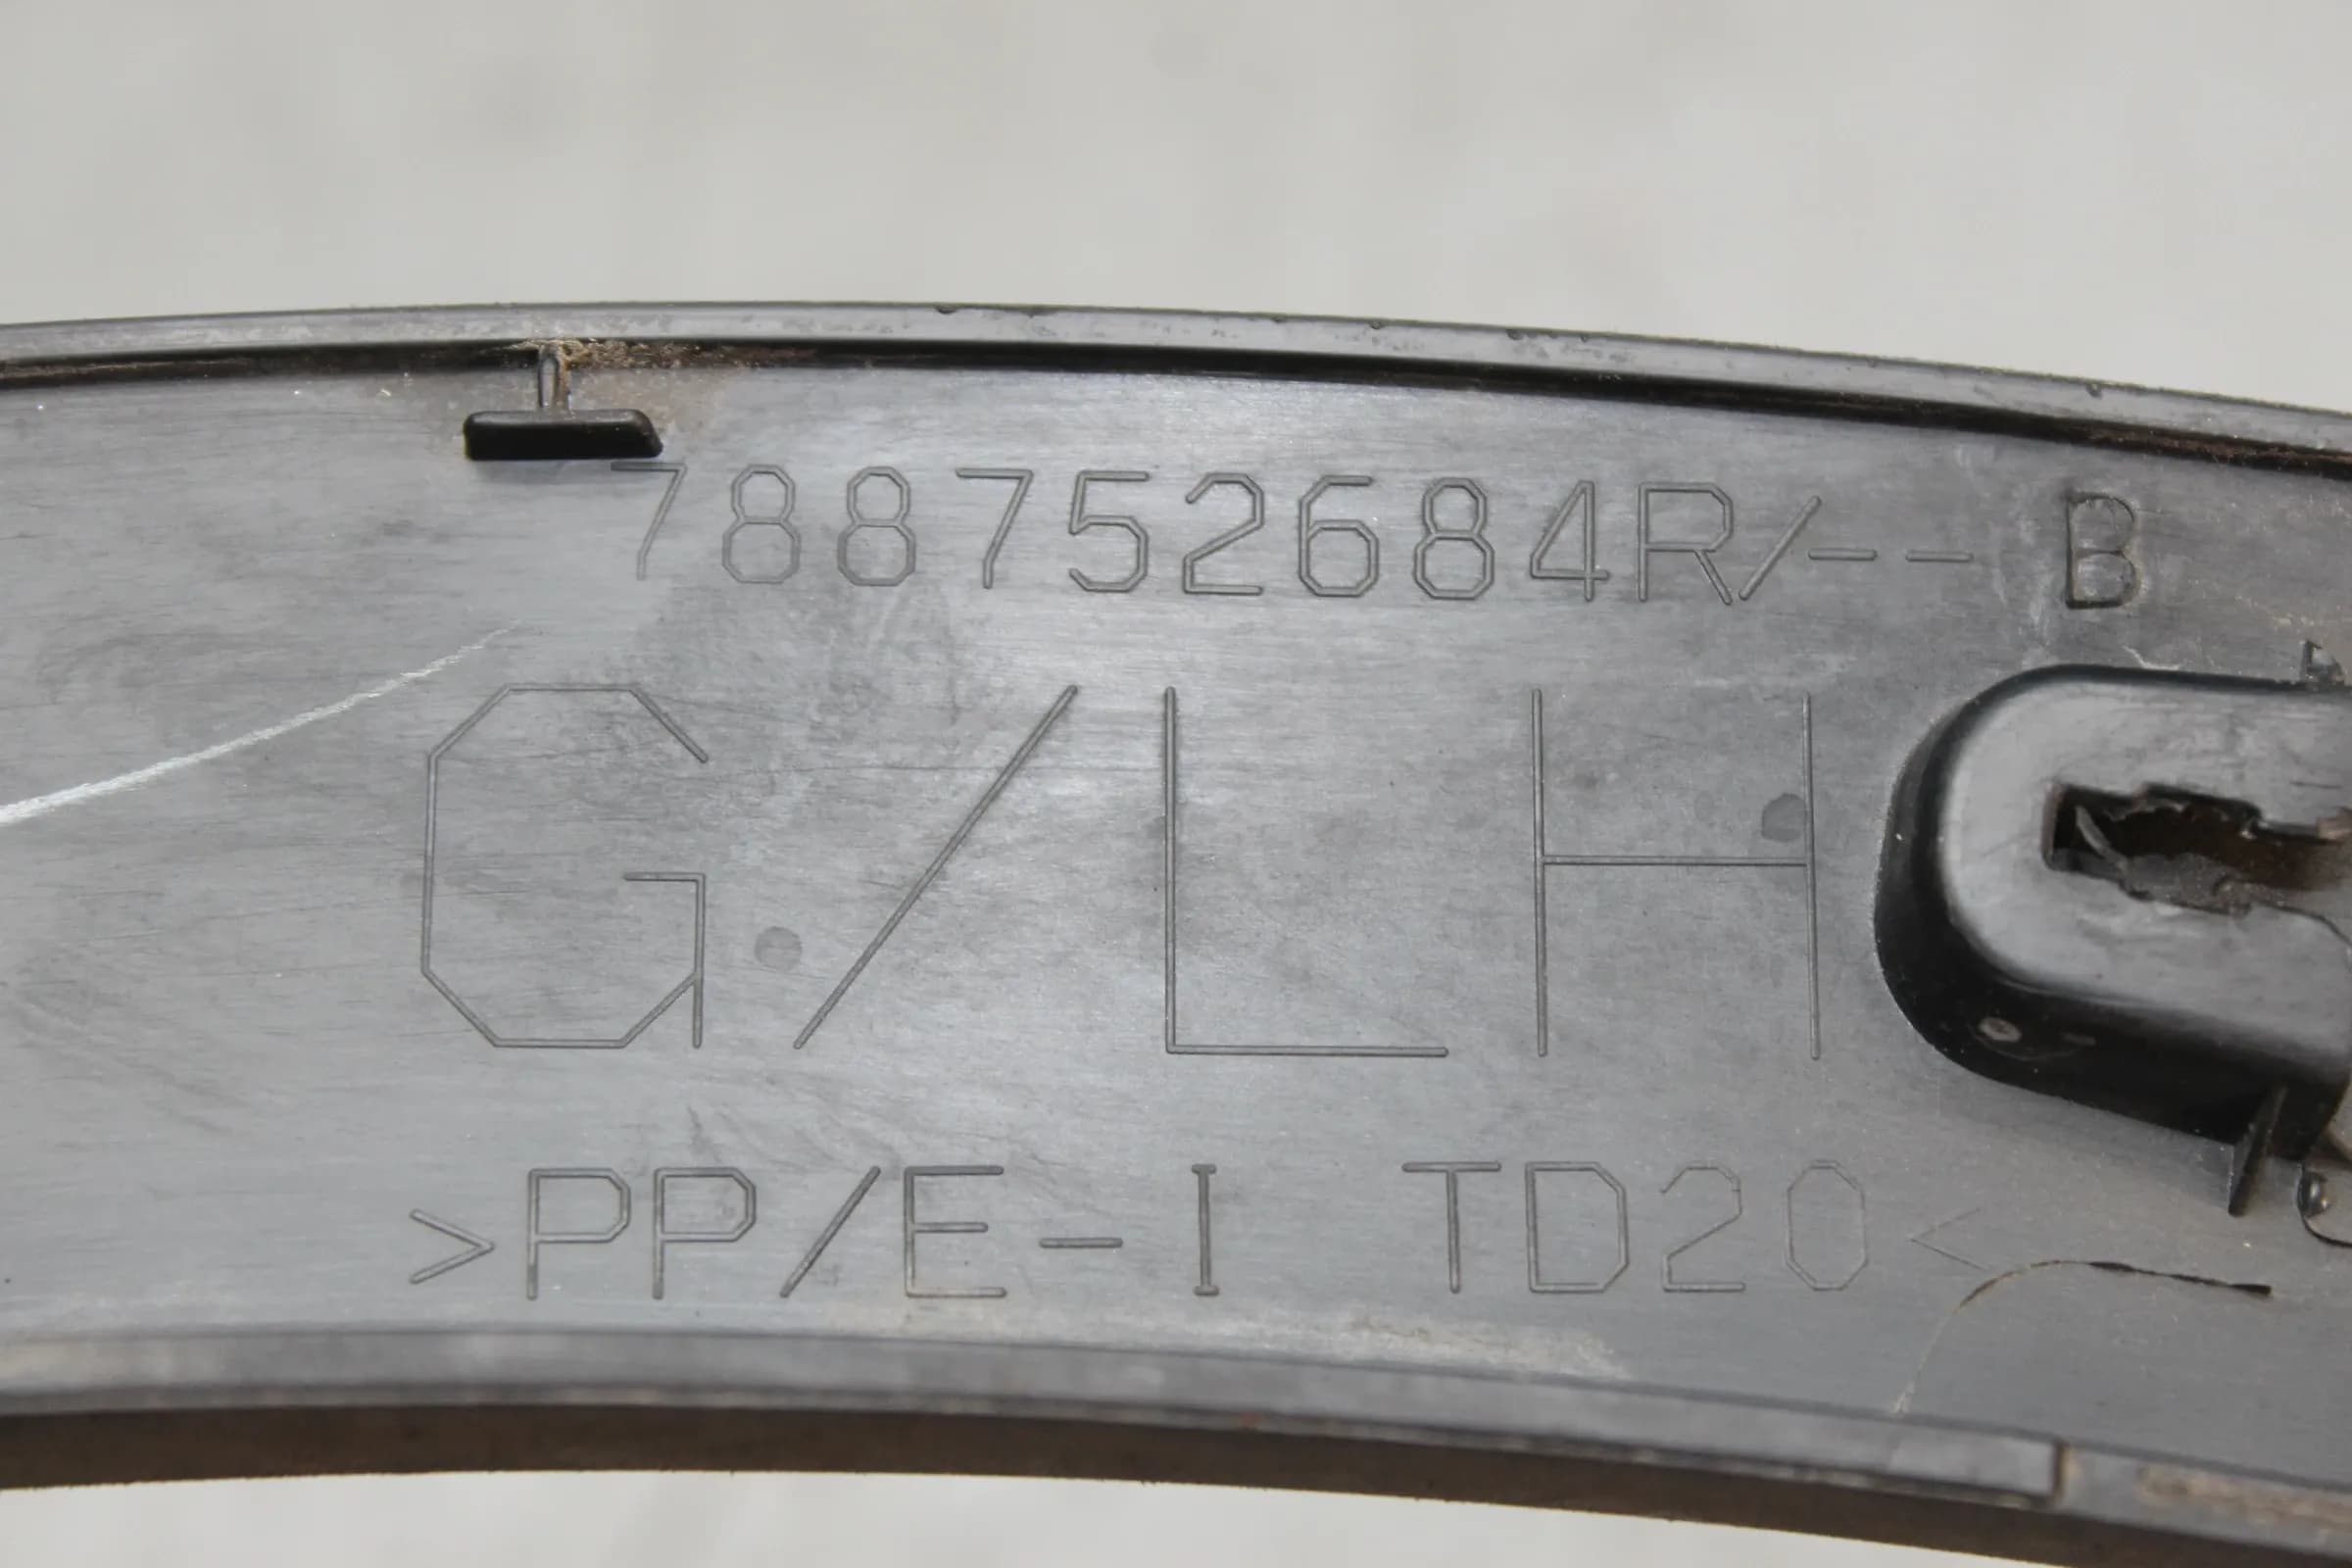 788752684R/-- B
G/LH
>PP/E-I TD20<